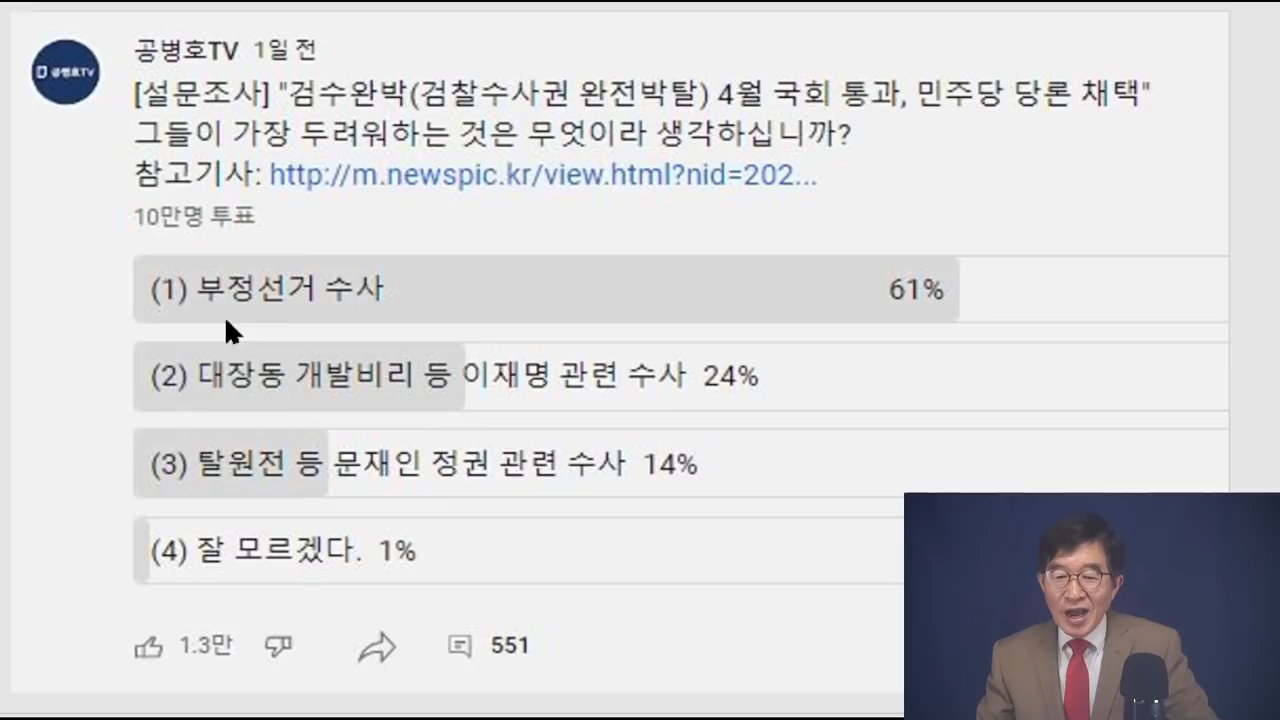 공병호TV 1일 전
공병호TV
[설문조사] "검수완박(검찰수사권 완전박탈) 4월 국회 통과, 민주당 당론 채택"
그들이 가장 두려워하는 것은 무엇이라 생각하십니까?
참고기사: http://m.newspic.kr/view.html?nid=202...
10만명 투표
(1) 부정선거 수사 61%
(2) 대장동 개발비리 등 이재명 관련 수사 24%
(3) 탈원전 등 문재인 정권 관련 수사 14%
(4) 잘 모르겠다. 1%
1.3만 551